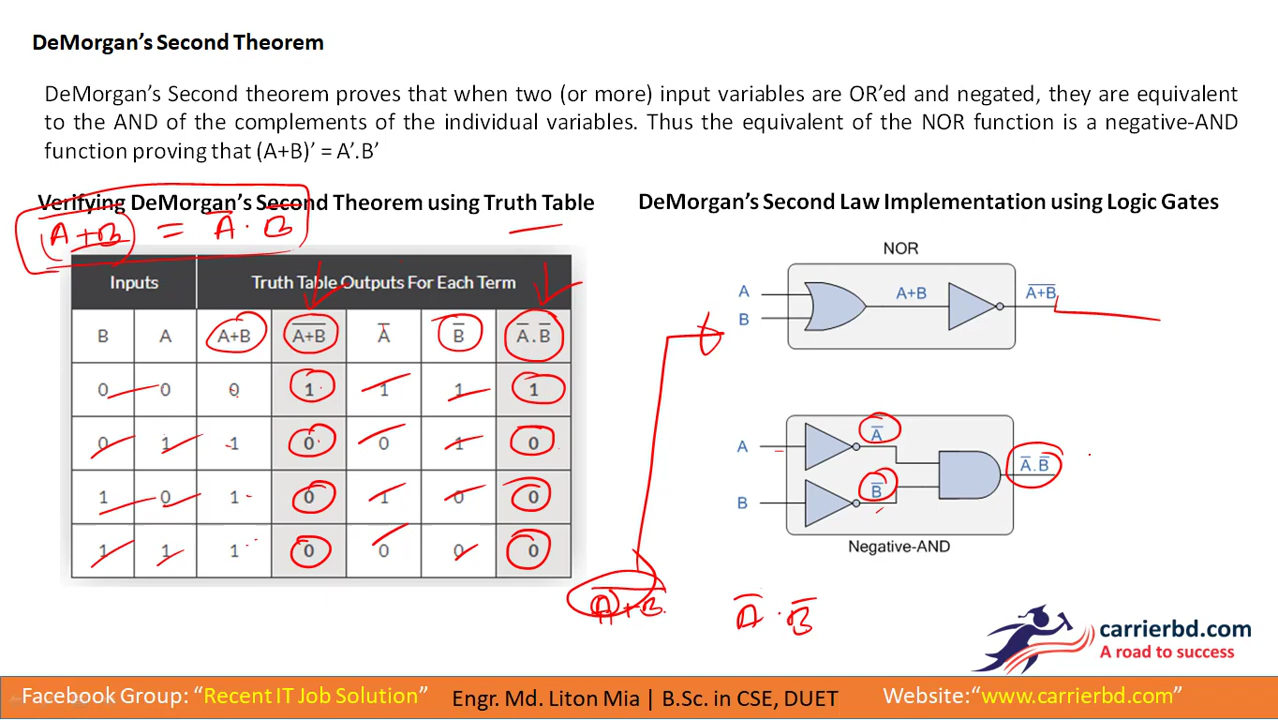 DeMorgan's Second Theorem
DeMorgan's Second theorem proves that when two (or more) input variables are OR'ed and negated, they are equivalent
to the AND of the complements of the individual variables. Thus the equivalent of the NOR function is a negative-AND
function proving that (A+B)' = A'.B'
Verifying DeMorgan's Second Theorem using Truth Table
A̅+̅B̅ = A̅ . B̅
Inputs Truth Table Outputs For Each Term
B A A+B A̅+̅B̅ A̅ B̅ A̅.B̅
0 0 0 1 1 1 1
0 1 1 0 0 1 0
1 0 1 0 1 0 0
1 1 1 0 0 0 0
DeMorgan's Second Law Implementation using Logic Gates
NOR
A
B
A+B
A̅+̅B̅
A
B
A̅
B̅
A̅.B̅
Negative-AND
A̅+̅B̅
A̅ . B̅
carrierbd.com
A road to success
Facebook Group: "Recent IT Job Solution" Engr. Md. Liton Mia | B.Sc. in CSE, DUET Website:"www.carrierbd.com"